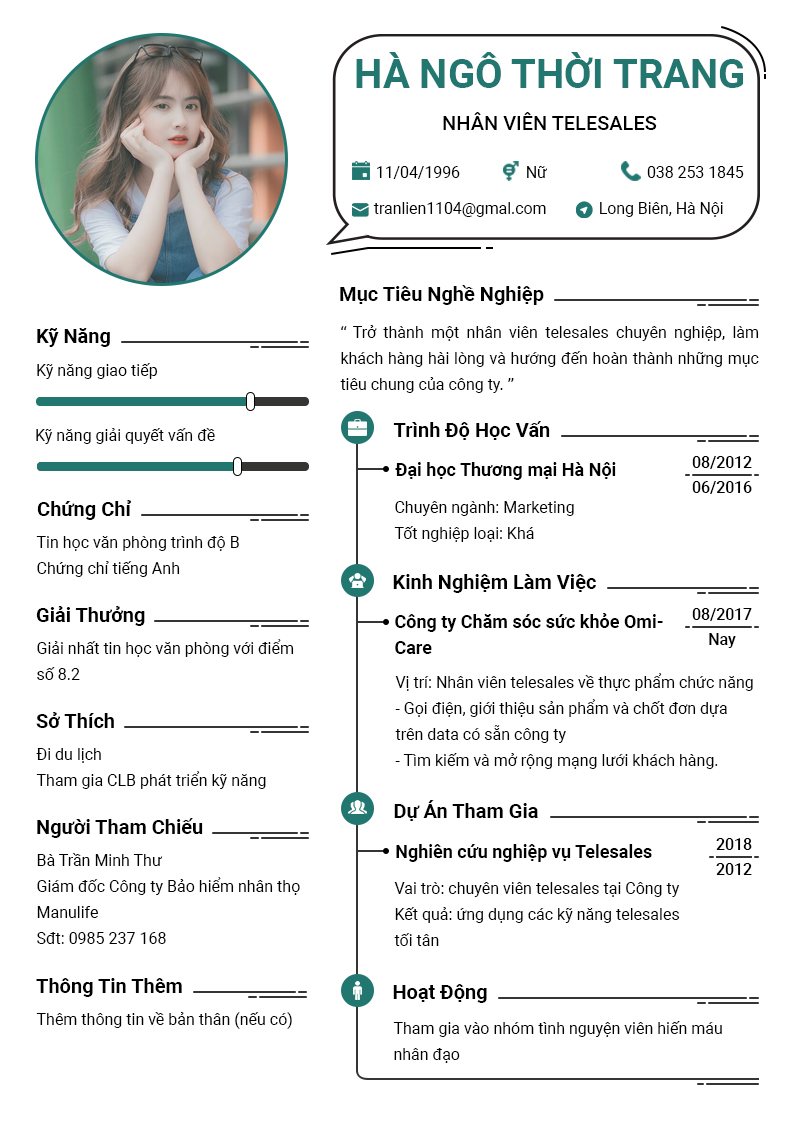 HÀ NGÔ THỜI TRANG
NHÂN VIÊN TELESALES
11/04/1996 Nữ 038 253 1845
tranlien1104@gmal.com Long Biên, Hà Nội
Kỹ Năng
Kỹ năng giao tiếp
Kỹ năng giải quyết vấn đề
Chứng Chỉ
Tin học văn phòng trình độ B
Chứng chỉ tiếng Anh
Giải Thưởng
Giải nhất tin học văn phòng với điểm
số 8.2
Sở Thích
Đi du lịch
Tham gia CLB phát triển kỹ năng
Người Tham Chiếu
Bà Trần Minh Thư
Giám đốc Công ty Bảo hiểm nhân thọ
Manulife
Sđt: 0985 237 168
Thông Tin Thêm
Thêm thông tin về bản thân (nếu có)
Mục Tiêu Nghề Nghiệp
“ Trở thành một nhân viên telesales chuyên nghiệp, làm
khách hàng hài lòng và hướng đến hoàn thành những mục
tiêu chung của công ty. ”
Trình Độ Học Vấn
Đại học Thương mại Hà Nội
08/2012
06/2016
Chuyên ngành: Marketing
Tốt nghiệp loại: Khá
Kinh Nghiệm Làm Việc
Công ty Chăm sóc sức khỏe Omi-
Care
08/2017
Nay
Vị trí: Nhân viên telesales về thực phẩm chức năng
- Gọi điện, giới thiệu sản phẩm và chốt đơn dựa
trên data có sẵn công ty
- Tìm kiếm và mở rộng mạng lưới khách hàng.
Dự Án Tham Gia
Nghiên cứu nghiệp vụ Telesales
2018
2012
Vai trò: chuyên viên telesales tại Công ty
Kết quả: ứng dụng các kỹ năng telesales
tối tân
Hoạt Động
Tham gia vào nhóm tình nguyện viên hiến máu
nhân đạo